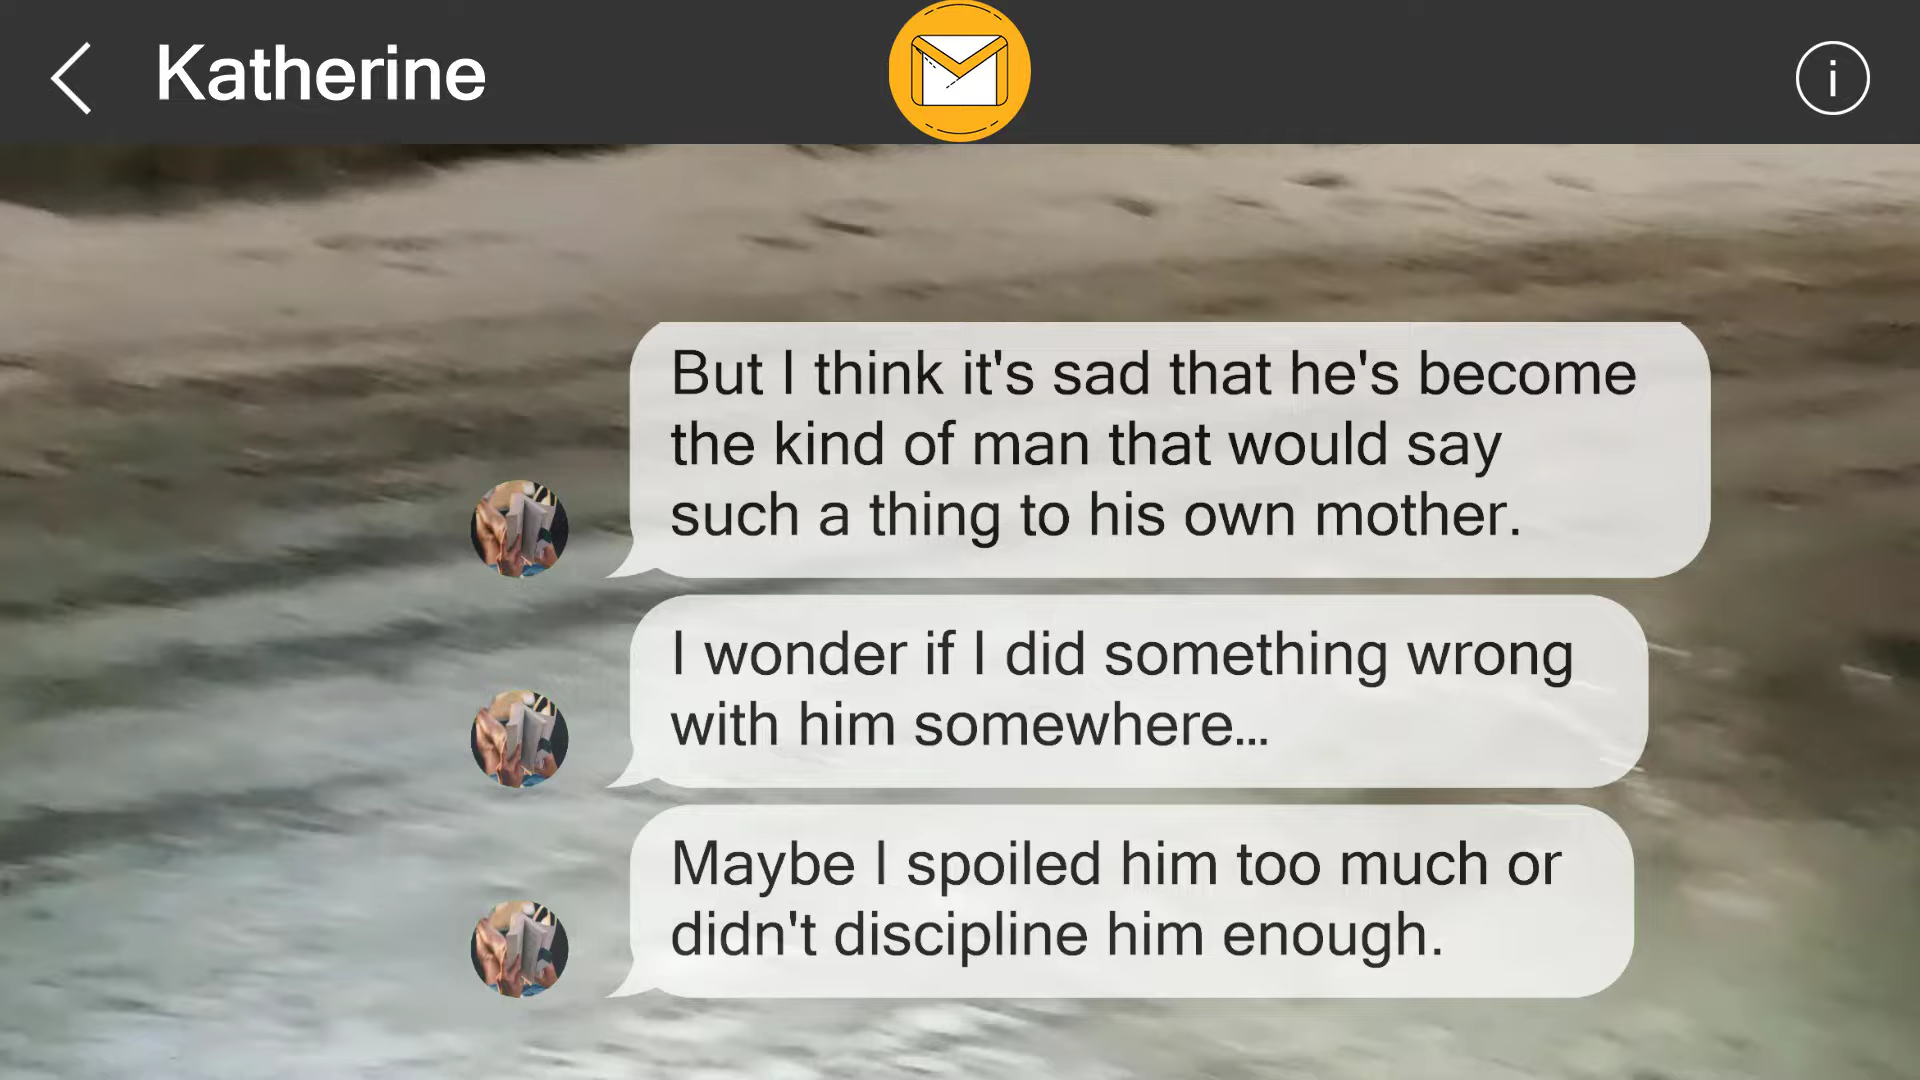 Katherine
But I think it's sad that he's become
the kind of man that would say
such a thing to his own mother.
I wonder if I did something wrong
with him somewhere...
Maybe I spoiled him too much or
didn't discipline him enough.